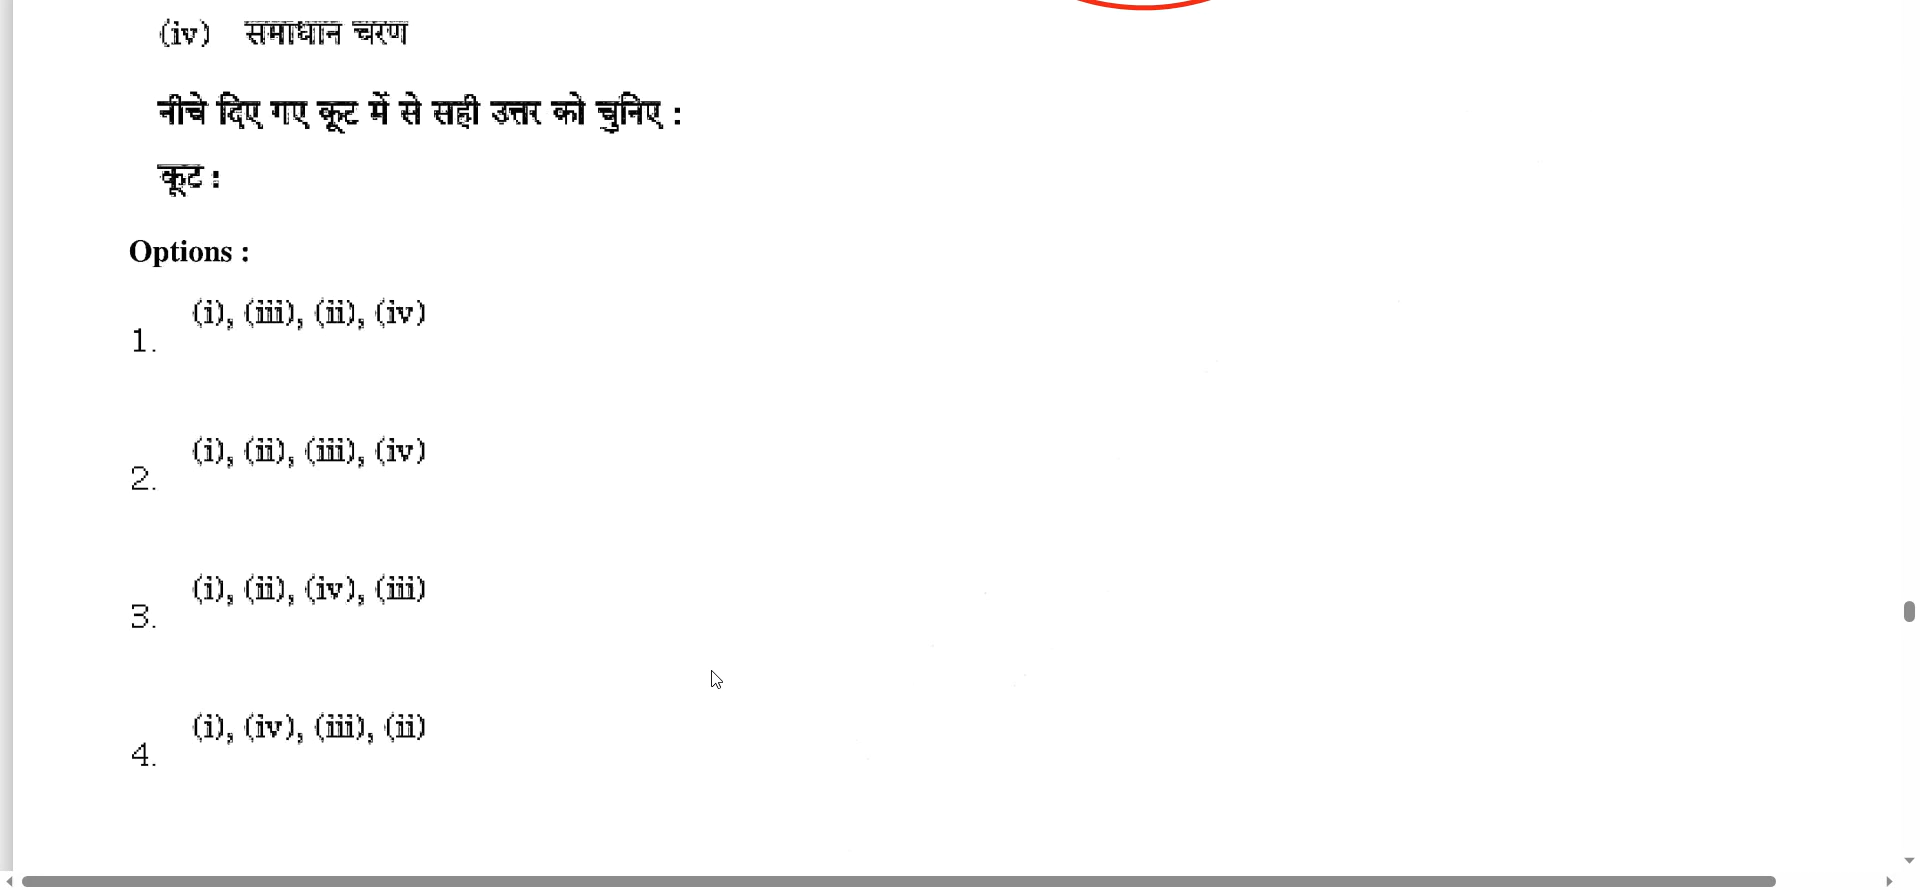 (iv) समाधान चरण
नीचे दिए गए कूट में से सही उत्तर को चुनिए :
कूट :
Options :
(i), (iii), (ii), (iv)
1.
(i), (ii), (iii), (iv)
2.
(i), (ii), (iv), (iii)
3.
(i), (iv), (iii), (ii)
4.